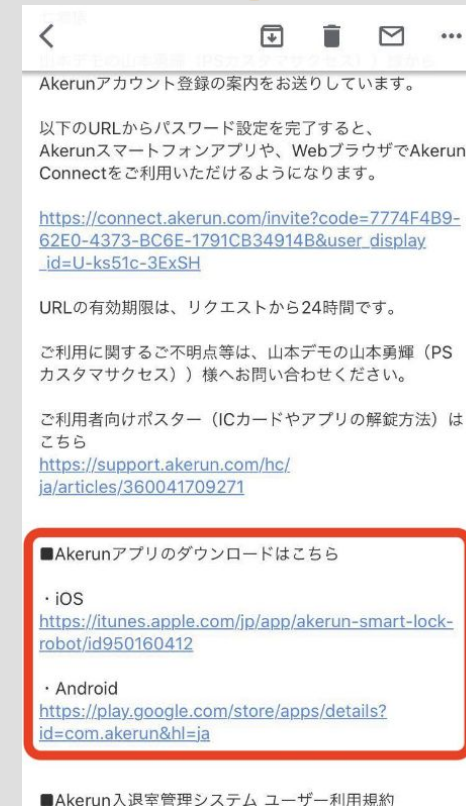 Akerunアカウント登録の案内をお送りしています。
以下のURLからパスワード設定を完了すると、
Akerunスマートフォンアプリや、WebブラウザでAkerun
Connectをご利用いただけるようになります。
https://connect.akerun.com/invite?code=7774F4B9-
62E0-4373-BC6E-1791CB34914B&user_display
_id=U-ks51c-3ExSH
URLの有効期限は、リクエストから24時間です。
ご利用に関するご不明点等は、山本デモの山本勇輝（PS
カスタマサクセス））様へお問い合わせください。
ご利用者向けポスター（ICカードやアプリの解錠方法）は
こちら
https://support.akerun.com/hc/
ja/articles/360041709271
■Akerunアプリのダウンロードはこちら
・iOS
https://itunes.apple.com/jp/app/akerun-smart-lock-
robot/id950160412
・Android
https://play.google.com/store/apps/details?
id=com.akerun&hl=ja
■Akerun入退室管理システム ユーザー利用規約